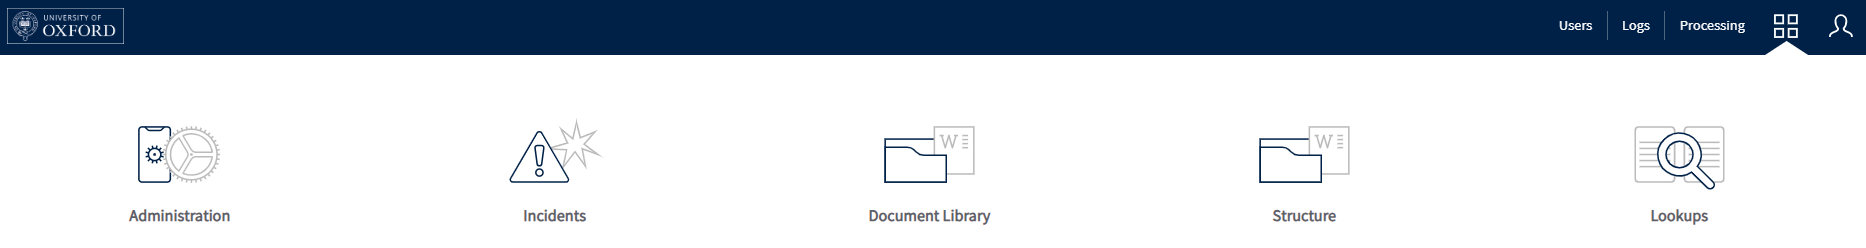 UNIVERSITY OF
OXFORD
Users
Logs
Processing
W
W
Administration
Incidents
Document Library
Structure
Lookups